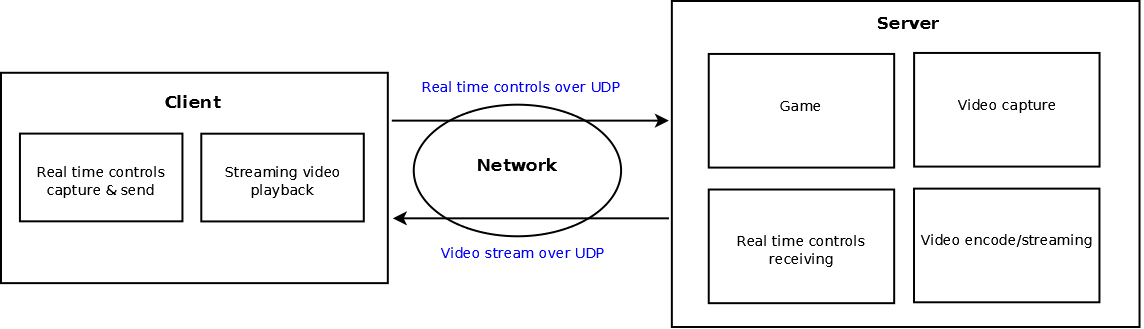 Client
Real time controls
capture & send
Streaming video
playback
Real time controls over UDP
Network
Video stream over UDP
Server
Game
Video capture
Real time controls
receiving
Video encode/streaming